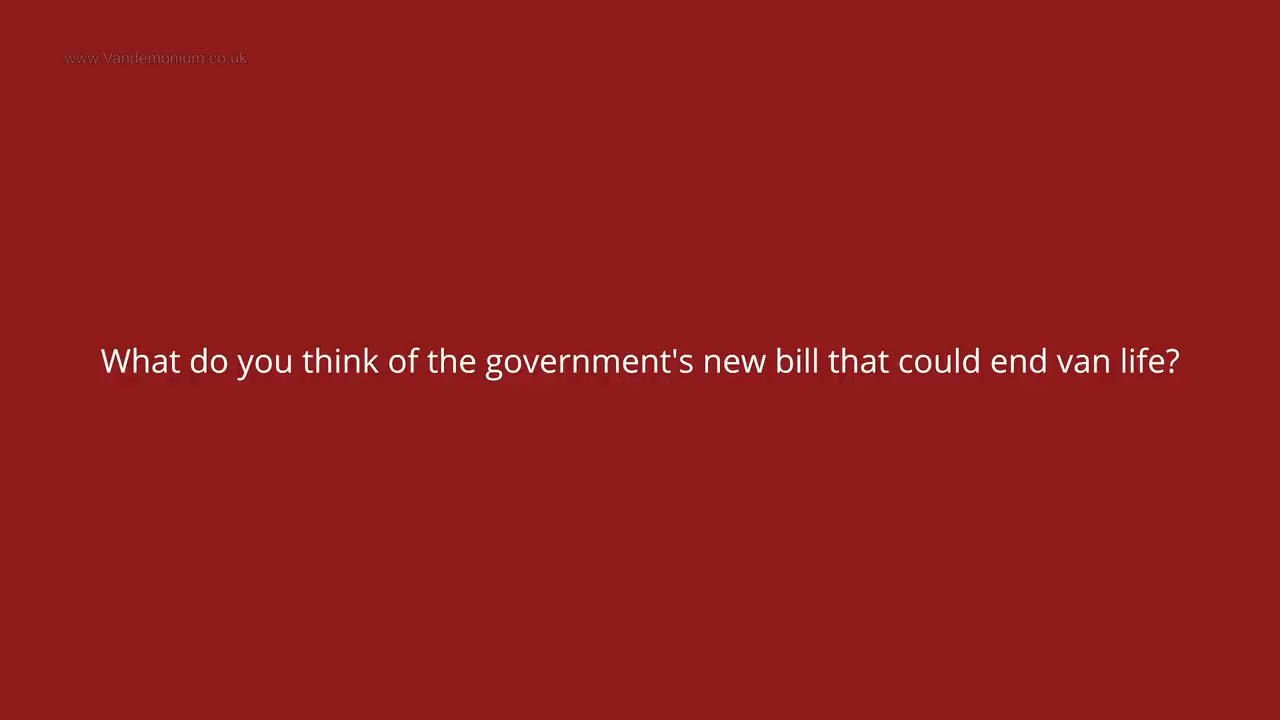 www.Vandemonium.co.uk
What do you think of the government's new bill that could end van life?